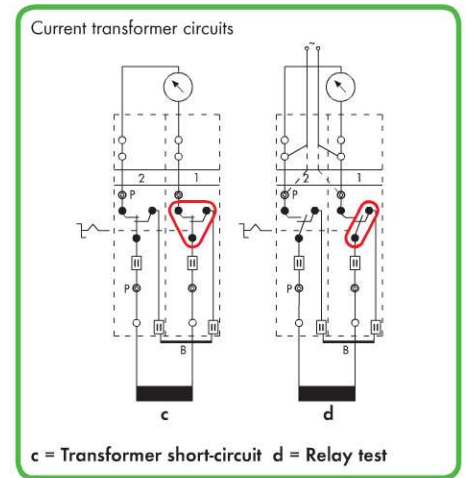 Current transformer circuits
~
2 1 2 1
P P
P P
B B
c d
c = Transformer short-circuit d = Relay test